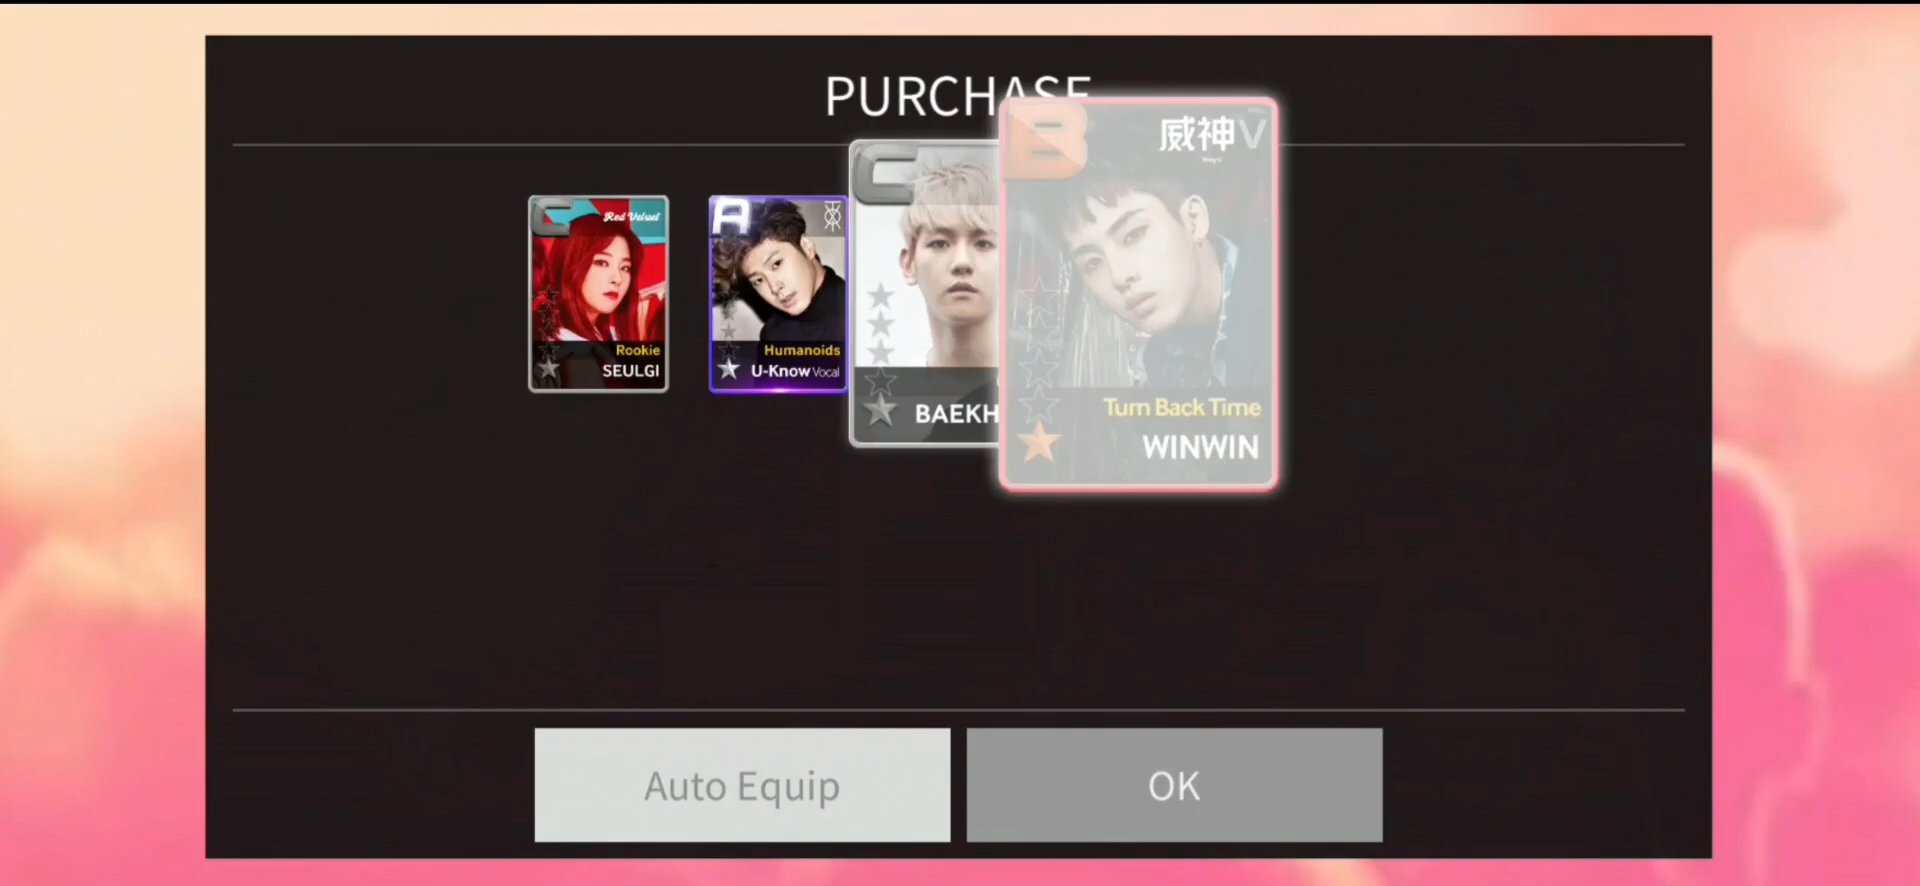 PURCHASE
C
Red Velvet
Rookie
SEULGI
A
Humanoids
U-Know Vocal
C
BAEKH
B
威神V
WayV
Turn Back Time
WINWIN
Auto Equip
OK